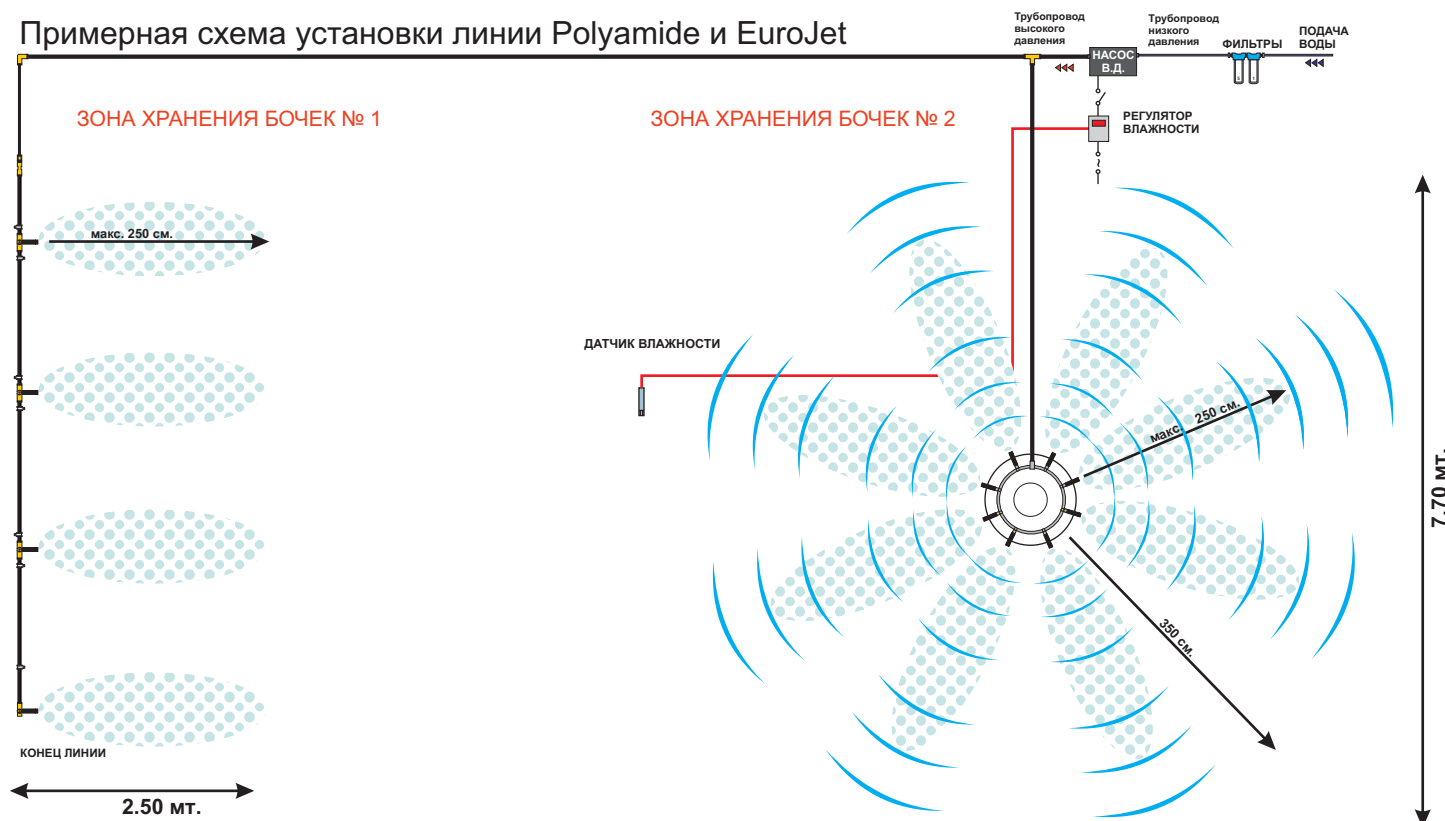 Примерная схема установки линии Polyamide и EuroJet
Трубопровод
высокого
давления
Трубопровод
низкого
давления
ФИЛЬТРЫ
ПОДАЧА
ВОДЫ
НАСОС
В.Д.
ЗОНА ХРАНЕНИЯ БОЧЕК № 1
ЗОНА ХРАНЕНИЯ БОЧЕК № 2
РЕГУЛЯТОР
ВЛАЖНОСТИ
макс. 250 см.
ДАТЧИК ВЛАЖНОСТИ
макс. 250 см.
7.70 мт.
350 см.
КОНЕЦ ЛИНИИ
2.50 мт.